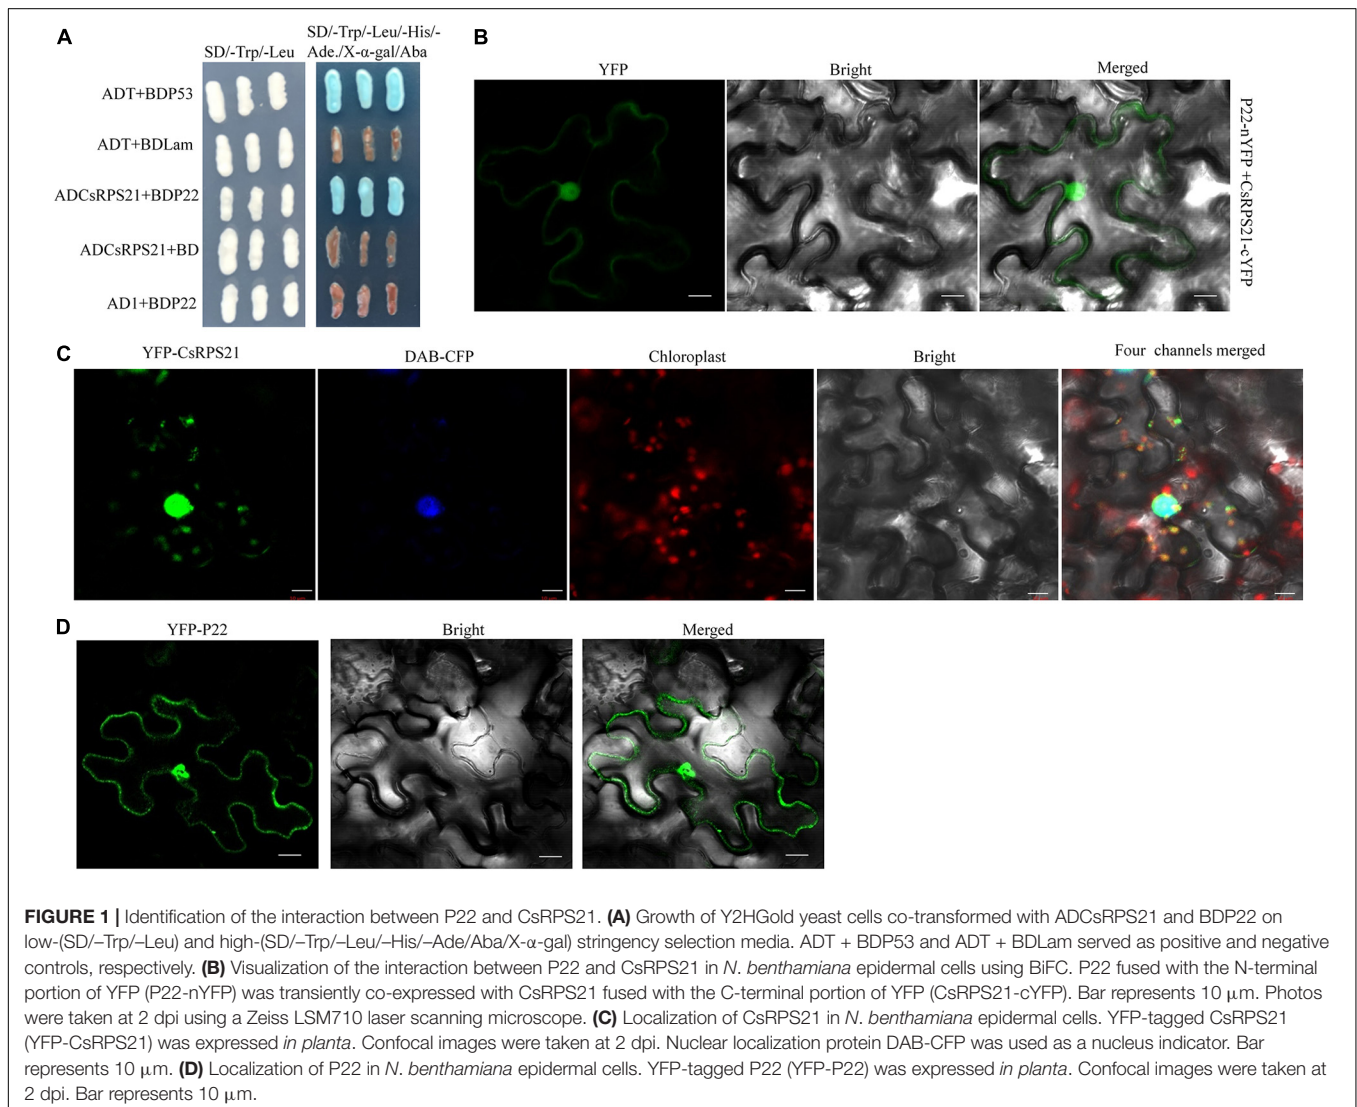 A
SD/-Trp/-Leu
SD/-Trp/-Leu/-His/-
Ade./X-α-gal/Aba
ADT+BDP53
ADT+BDLam
ADCsRPS21+BDP22
ADCsRPS21+BD
AD1+BDP22
B
YFP
Bright
Merged
P22-nYFP +CsRPS21-cYFP
C
YFP-CsRPS21
DAB-CFP
Chloroplast
Bright
Four channels merged
D
YFP-P22
Bright
Merged
FIGURE 1 | Identification of the interaction between P22 and CsRPS21. (A) Growth of Y2HGold yeast cells co-transformed with ADCsRPS21 and BDP22 on
low-(SD/–Trp/–Leu) and high-(SD/–Trp/–Leu/–His/–Ade/Aba/X-α-gal) stringency selection media. ADT + BDP53 and ADT + BDLam served as positive and negative
controls, respectively. (B) Visualization of the interaction between P22 and CsRPS21 in N. benthamiana epidermal cells using BiFC. P22 fused with the N-terminal
portion of YFP (P22-nYFP) was transiently co-expressed with CsRPS21 fused with the C-terminal portion of YFP (CsRPS21-cYFP). Bar represents 10 μm. Photos
were taken at 2 dpi using a Zeiss LSM710 laser scanning microscope. (C) Localization of CsRPS21 in N. benthamiana epidermal cells. YFP-tagged CsRPS21
(YFP-CsRPS21) was expressed in planta. Confocal images were taken at 2 dpi. Nuclear localization protein DAB-CFP was used as a nucleus indicator. Bar
represents 10 μm. (D) Localization of P22 in N. benthamiana epidermal cells. YFP-tagged P22 (YFP-P22) was expressed in planta. Confocal images were taken at
2 dpi. Bar represents 10 μm.